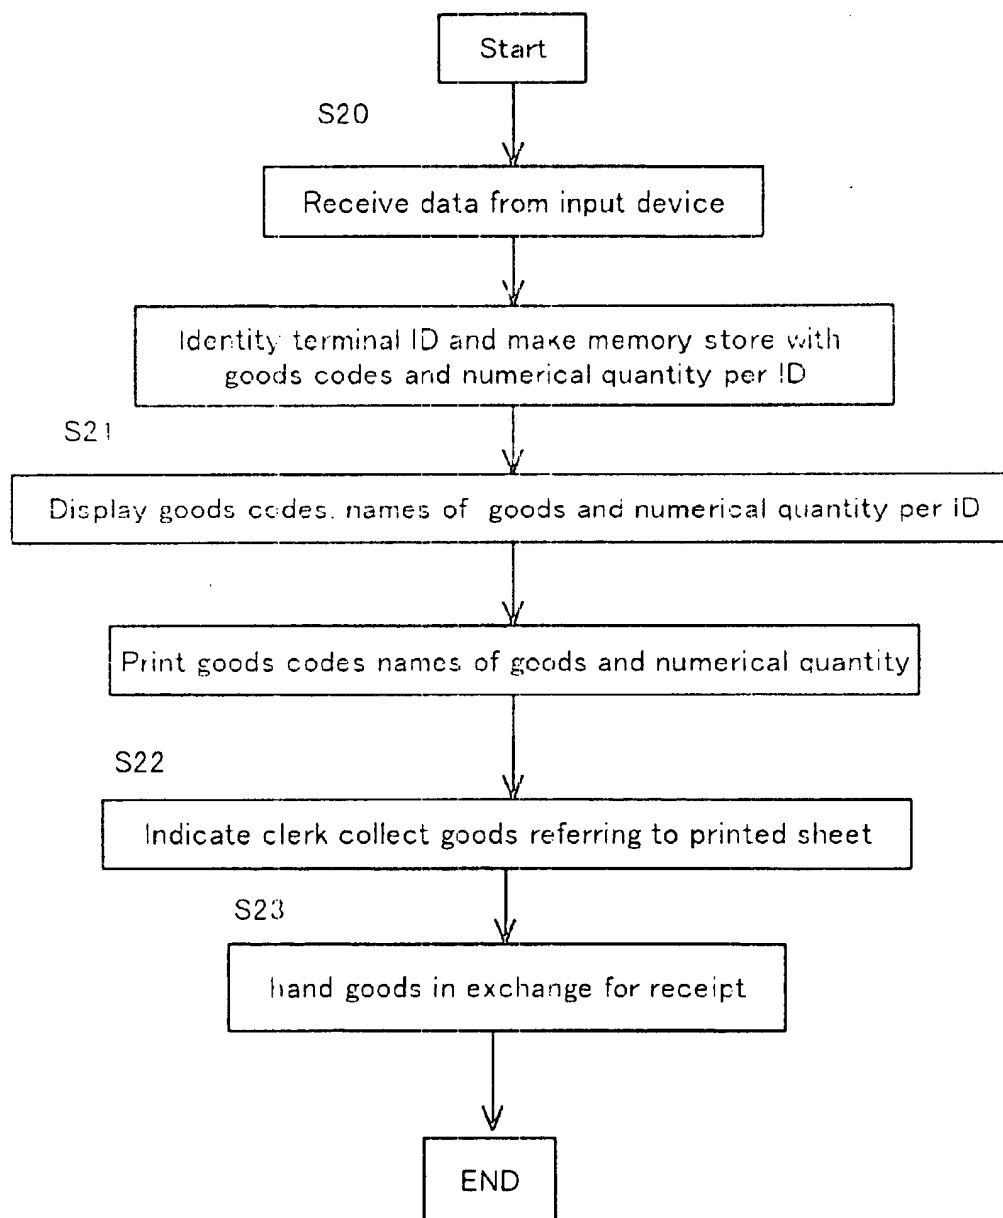 Start
S20
Receive data from input device
Identity terminal ID and make memory store with
goods codes and numerical quantity per ID
S21
Display goods codes. names of goods and numerical quantity per ID
Print goods codes names of goods and numerical quantity
S22
Indicate clerk collect goods referring to printed sheet
S23
hand goods in exchange for receipt
END